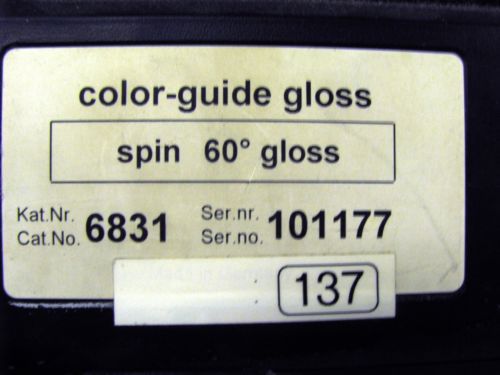 color-guide gloss
spin 60° gloss
Kat.Nr. Cat.No. 6831 Ser.nr. Ser.no. 101177
137